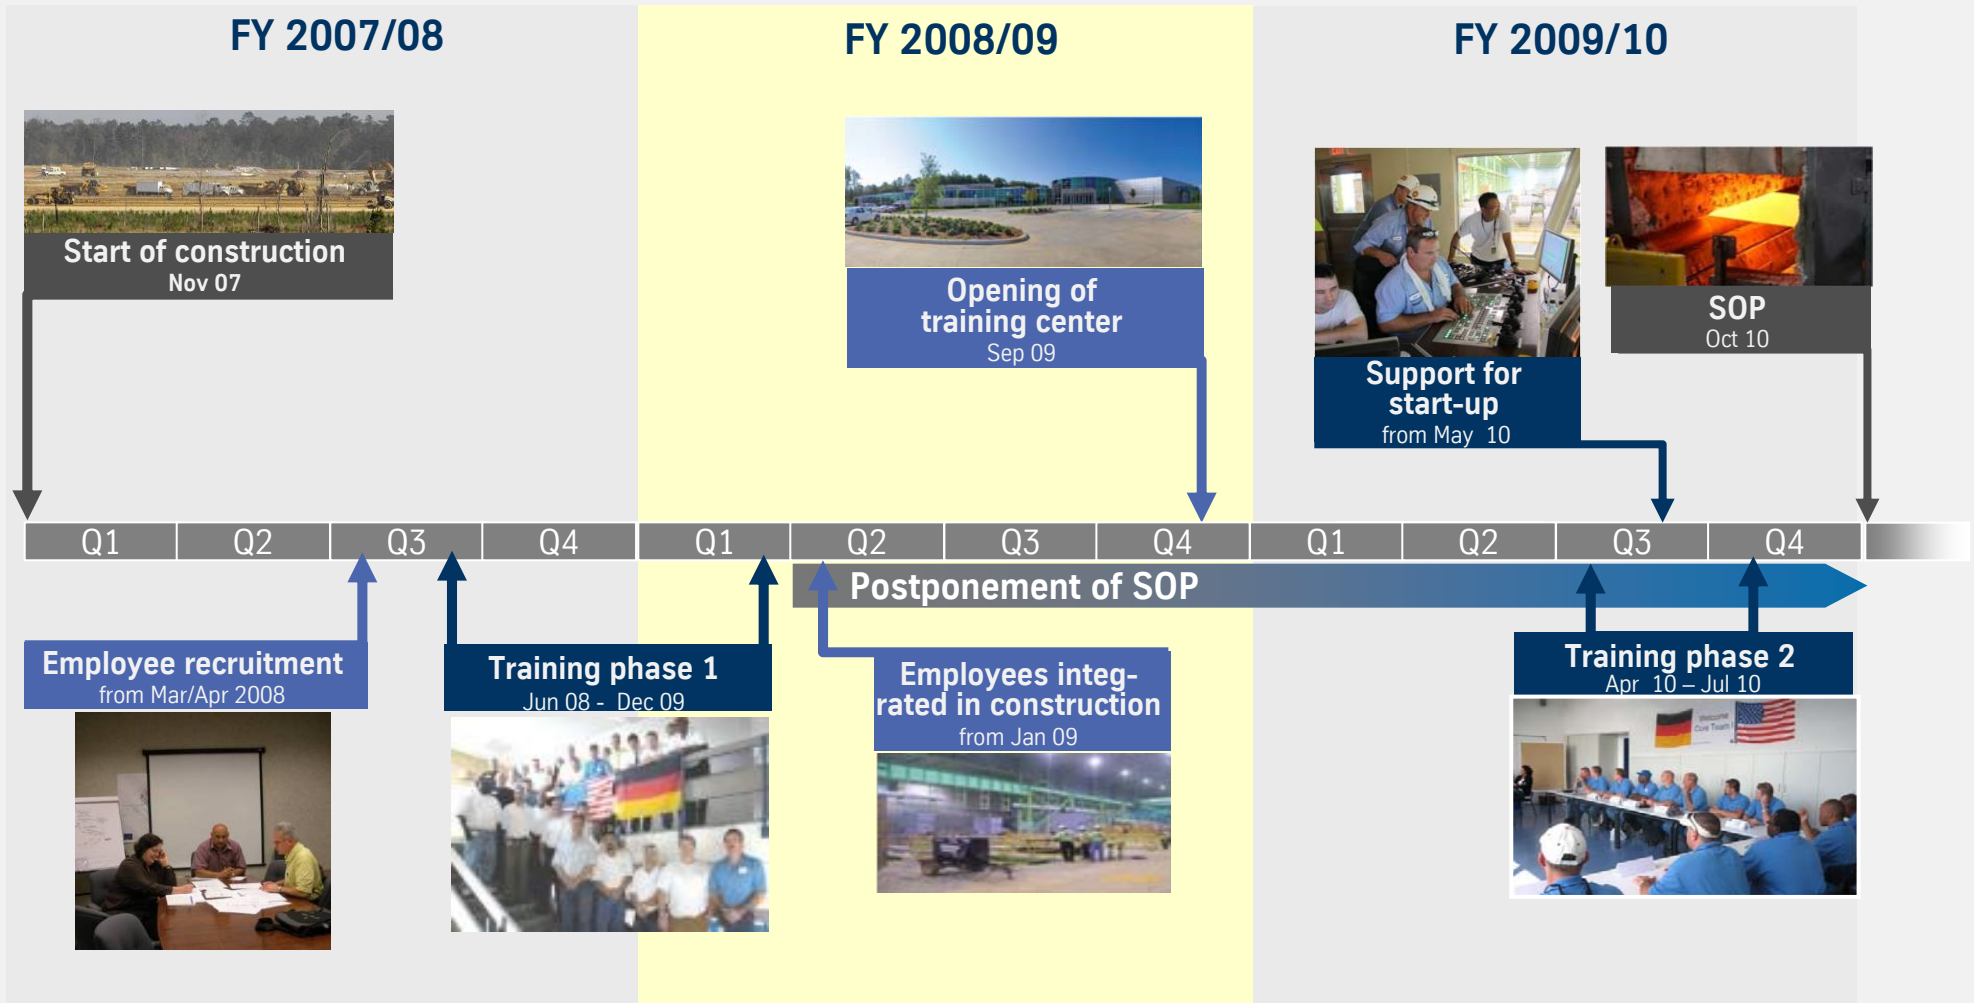 FY 2007/08
FY 2008/09
FY 2009/10
Start of construction
Nov 07
Opening of
training center
Sep 09
Support for
start-up
from May 10
SOP
Oct 10
Q1 Q2 Q3 Q4 Q1 Q2 Q3 Q4 Q1 Q2 Q3 Q4
Postponement of SOP
Employee recruitment
from Mar/Apr 2008
Training phase 1
Jun 08 - Dec 09
Employees integ-
rated in construction
from Jan 09
Training phase 2
Apr 10 – Jul 10
Welcome
Core Team !